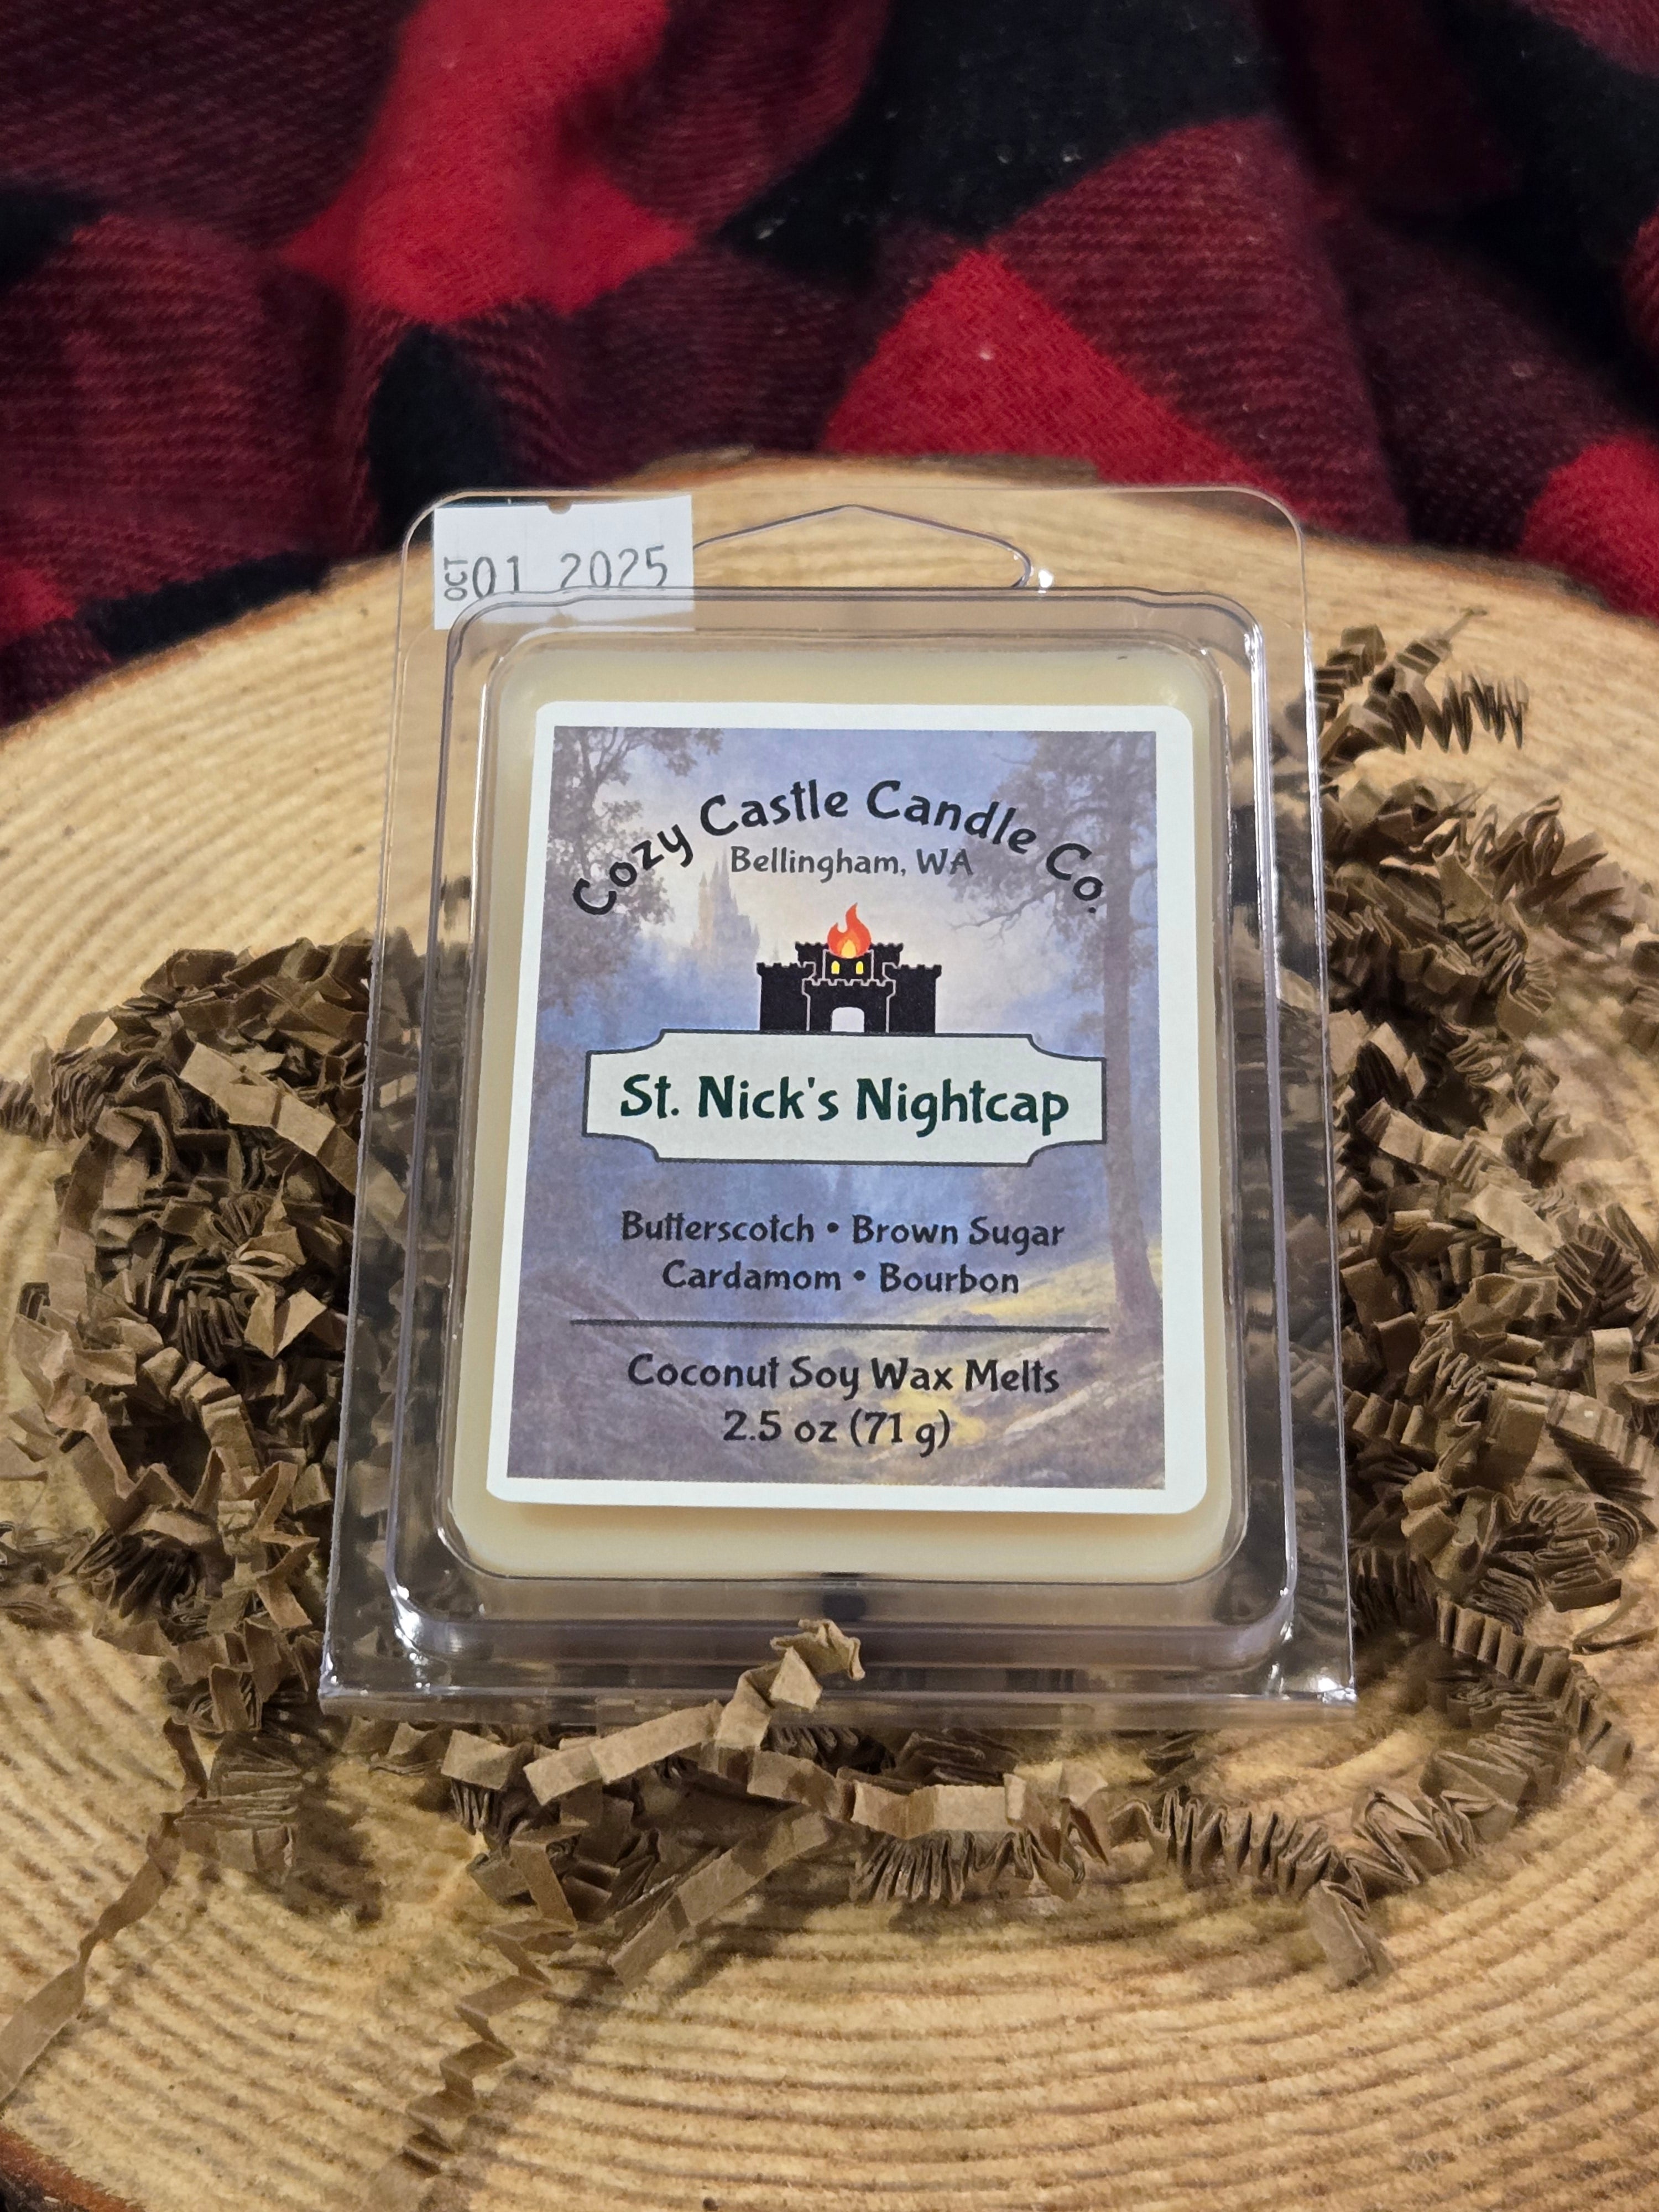 OCT 01 2025
Cozy Castle Candle Co.
Bellingham, WA
St. Nick's Nightcap
Butterscotch • Brown Sugar
Cardamom • Bourbon
Coconut Soy Wax Melts
2.5 oz (71 g)